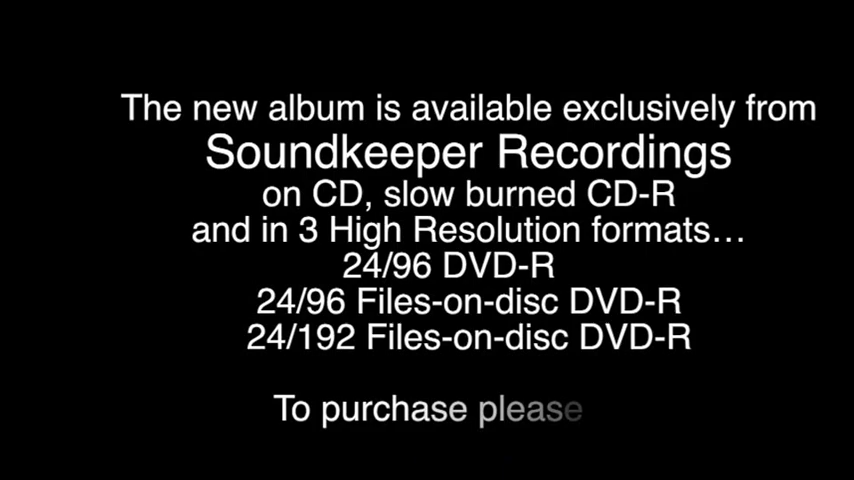 The new album is available exclusively from
Soundkeeper Recordings
on CD, slow burned CD-R
and in 3 High Resolution formats...
24/96 DVD-R
24/96 Files-on-disc DVD-R
24/192 Files-on-disc DVD-R
To purchase please